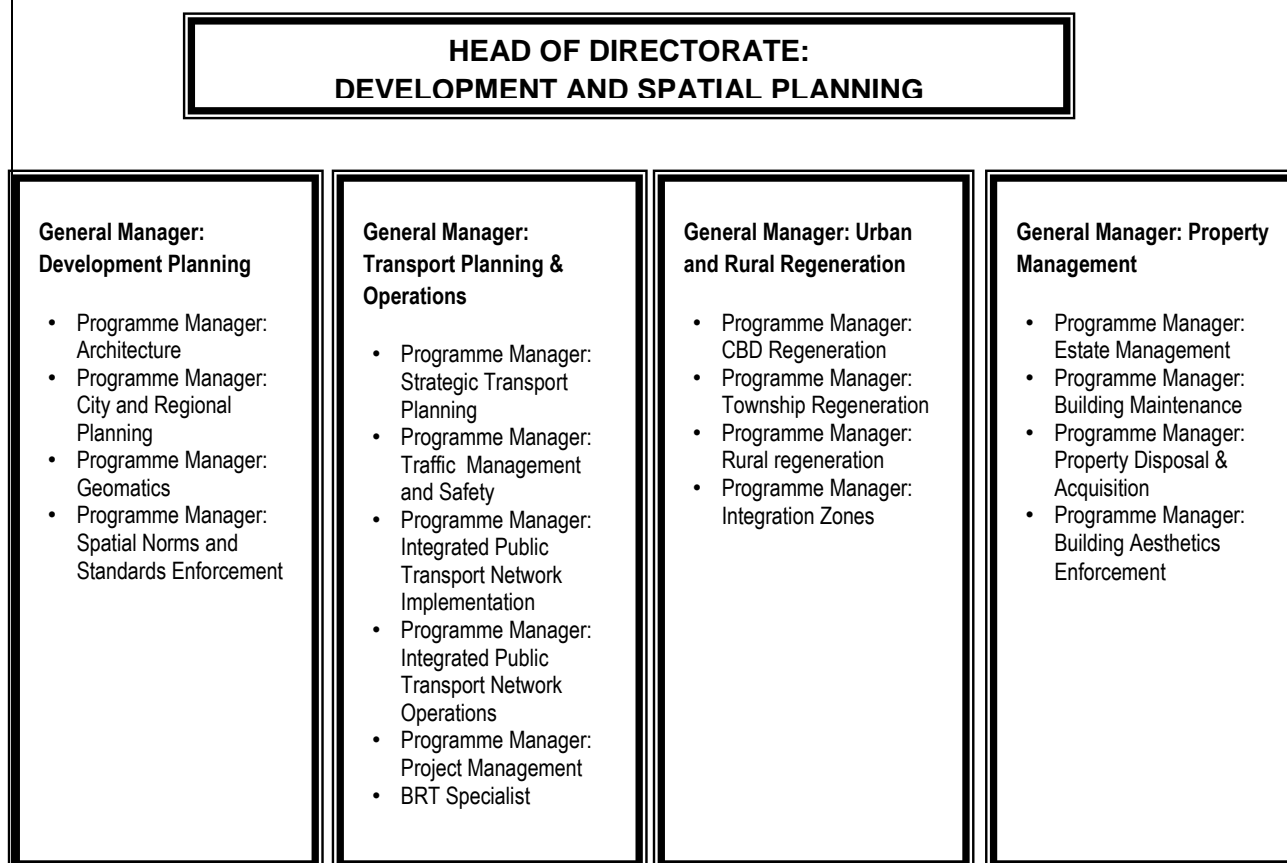 HEAD OF DIRECTORATE:
DEVELOPMENT AND SPATIAL PLANNING
General Manager:
Development Planning
• Programme Manager:
Architecture
• Programme Manager:
City and Regional
Planning
• Programme Manager:
Geomatics
• Programme Manager:
Spatial Norms and
Standards Enforcement
General Manager:
Transport Planning &
Operations
• Programme Manager:
Strategic Transport
Planning
• Programme Manager:
Traffic  Management
and Safety
• Programme Manager:
Integrated Public
Transport Network
Implementation
• Programme Manager:
Integrated Public
Transport Network
Operations
• Programme Manager:
Project Management
• BRT Specialist
General Manager: Urban
and Rural Regeneration
• Programme Manager:
CBD Regeneration
• Programme Manager:
Township Regeneration
• Programme Manager:
Rural regeneration
• Programme Manager:
Integration Zones
General Manager: Property
Management
• Programme Manager:
Estate Management
• Programme Manager:
Building Maintenance
• Programme Manager:
Property Disposal &
Acquisition
• Programme Manager:
Building Aesthetics
Enforcement